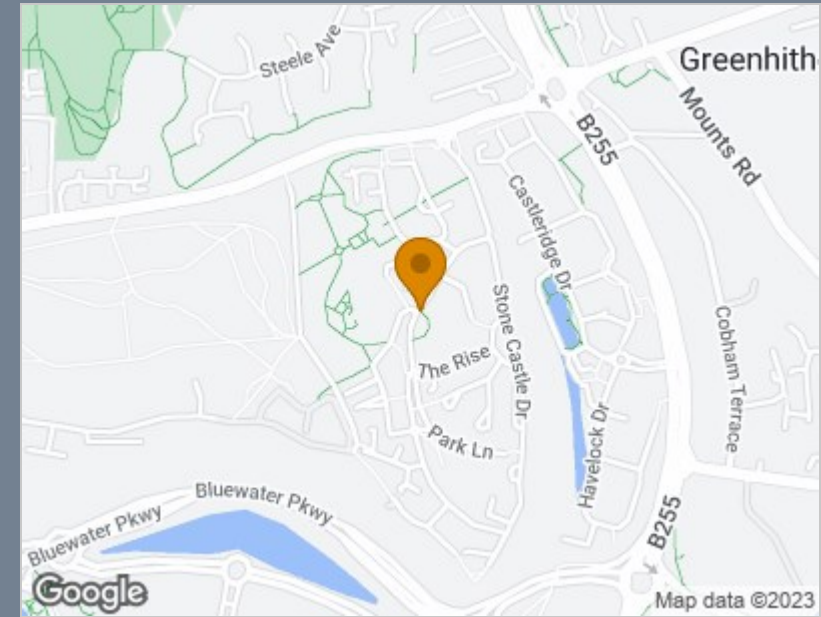 Steele Ave
Greenhith
Mounts Rd
B255
Castleridge Dr
Stone Castle Dr
The Rise
Cobham Terrace
Park Ln
Havelock Dr
Bluewater Pkwy
Bluewater Pkwy
B255
Google
Map data ©2023